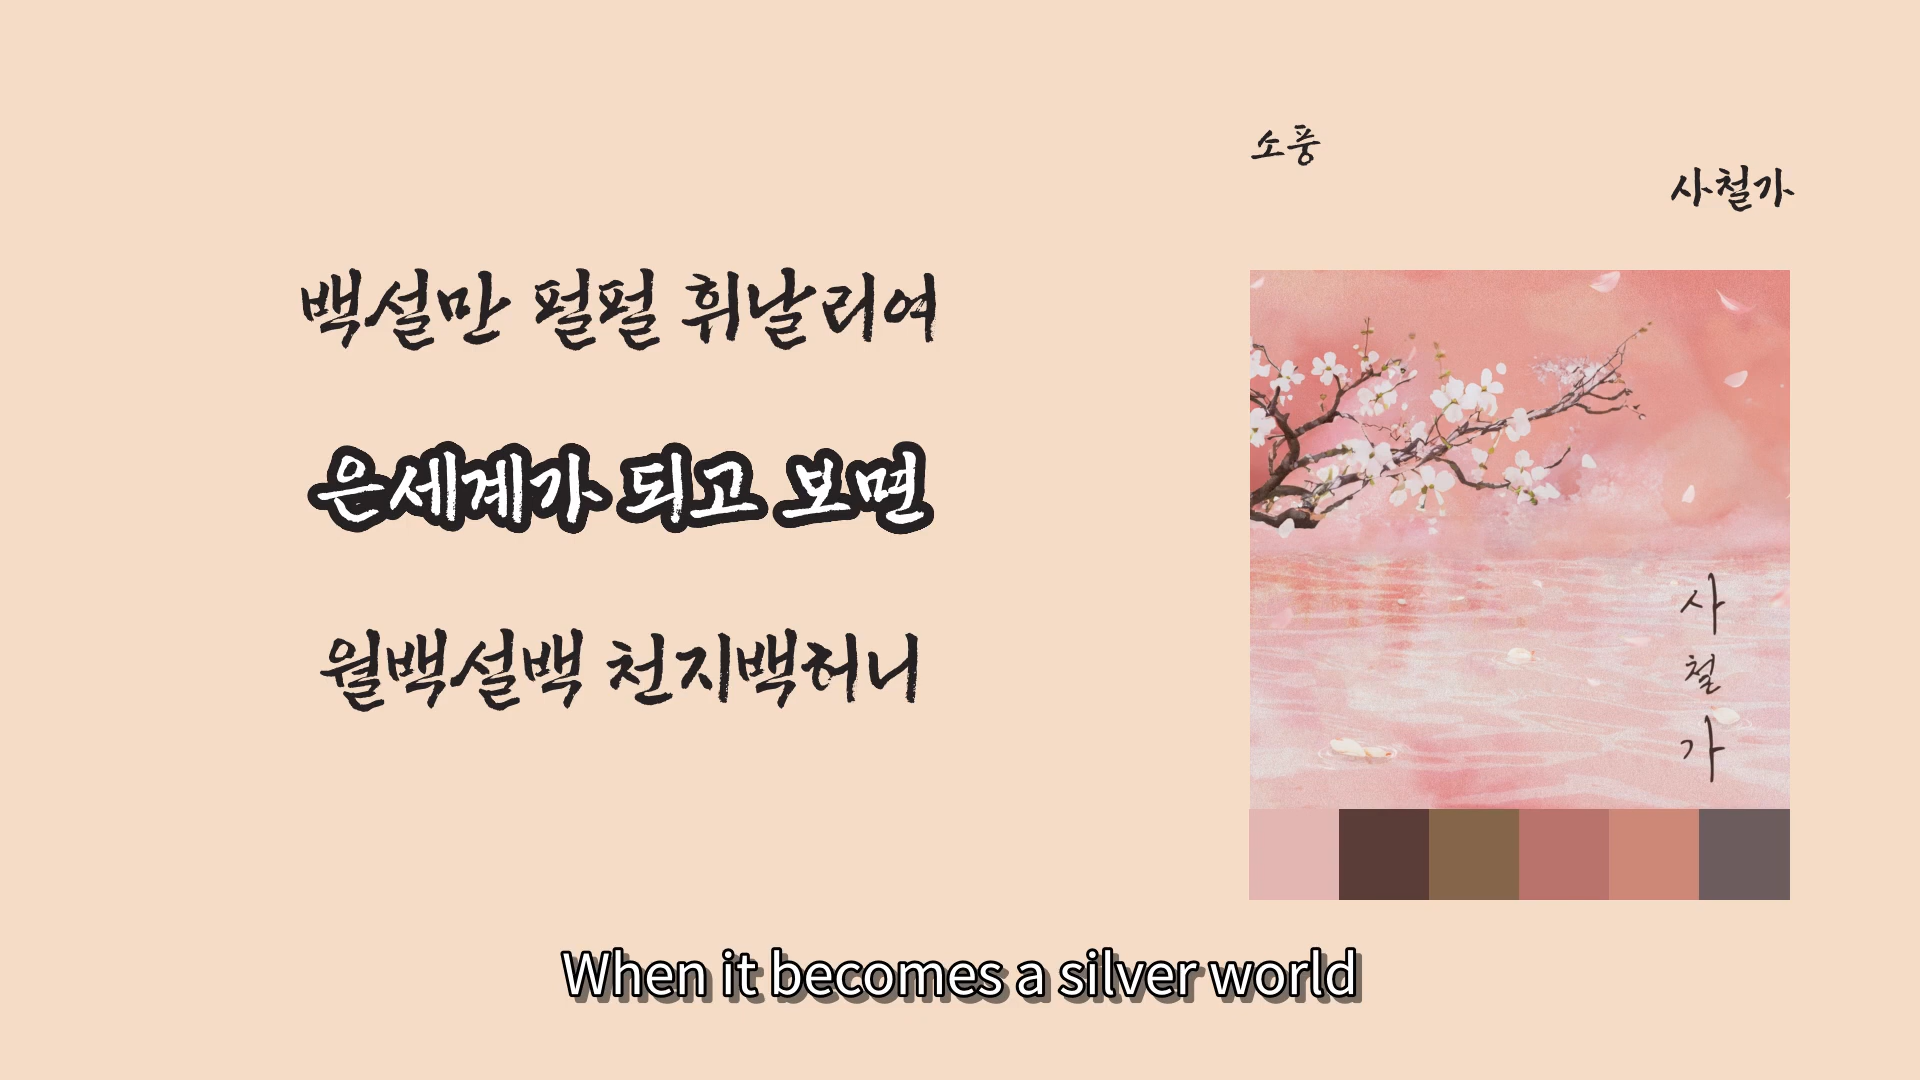 소풍
사철가
백설만 펄펄 휘날리여
은세계가 되고 보면
월백설백 천지백허니
사
철
가
When it becomes a silver world